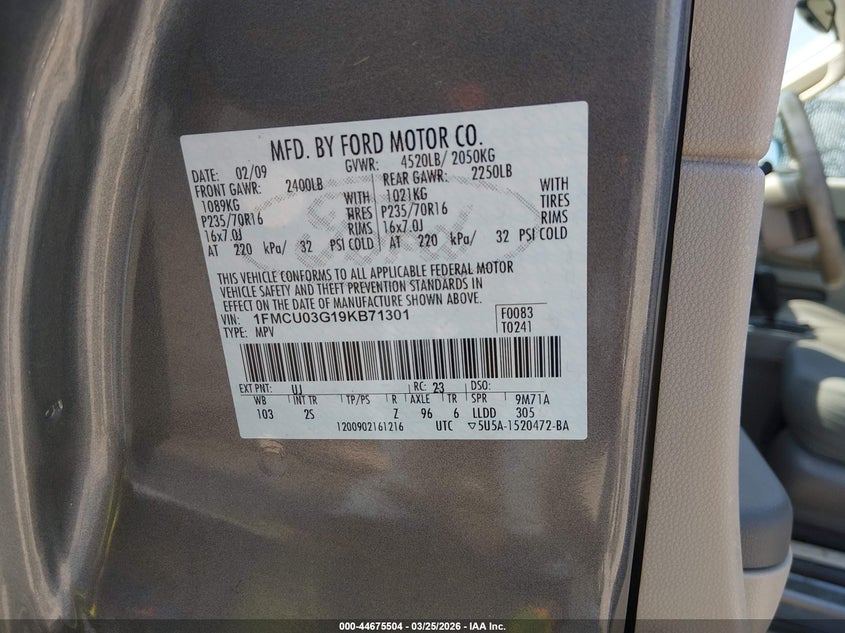 MFD. BY FORD MOTOR CO.
DATE: 02/09 GVWR: 4520LB/ 2050KG
FRONT GAWR: 2400LB REAR GAWR: 2250LB
1089KG WITH 1021KG WITH
P235/70R16 TIRES P235/70R16 TIRES
16x7.0J RIMS 16x7.0J RIMS
AT 220 kPa/ 32 PSI COLD AT 220 kPa/ 32 PSI COLD
Ford
THIS VEHICLE CONFORMS TO ALL APPLICABLE FEDERAL MOTOR
VEHICLE SAFETY AND THEFT PREVENTION STANDARDS IN
EFFECT ON THE DATE OF MANUFACTURE SHOWN ABOVE.
VIN: 1FMCU03G19KB71301 F0083
TYPE: MPV T0241
EXT PNT: UJ RC: 23 DSO:
WB INT TR TP/PS R AXLE TR SPR 9M71A
103 2S Z 96 6 LLDD 305
1200902161216 UTC ▽5U5A-1520472-BA
000-44675504 — 03/25/2026 — IAA Inc.